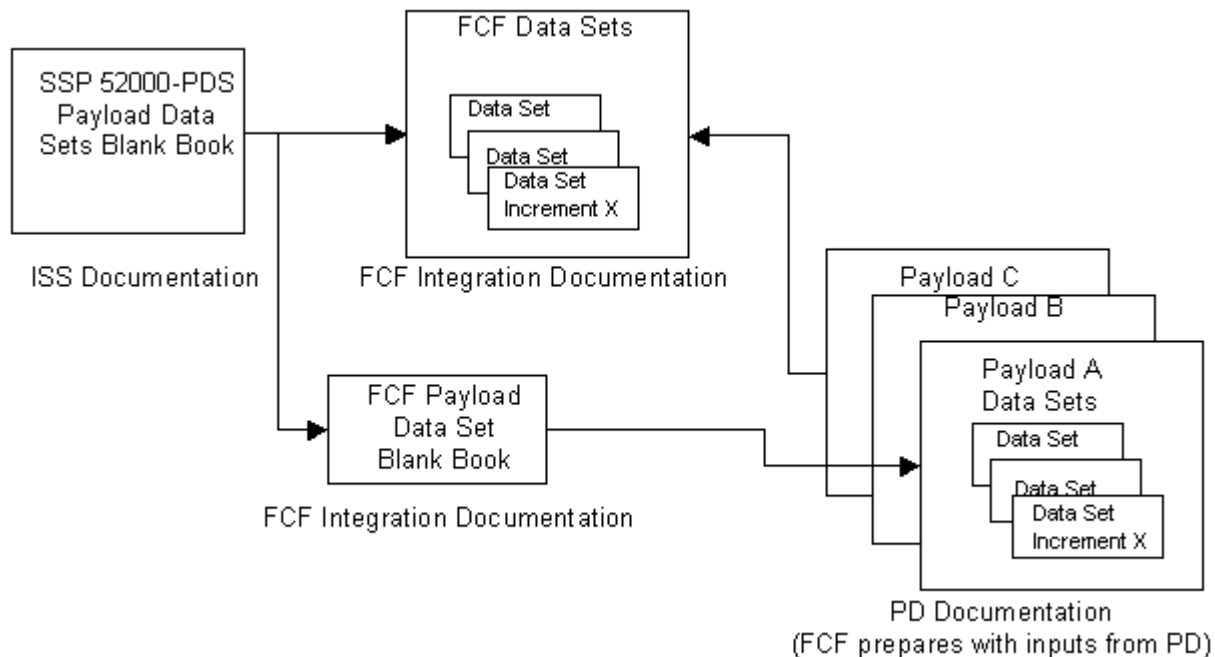 SSP 52000-PDS
Payload Data
Sets Blank Book
ISS Documentation
FCF Data Sets
Data Set
Data Set
Data Set
Increment X
FCF Integration Documentation
FCF Payload
Data Set
Blank Book
FCF Integration Documentation
Payload C
Payload B
Payload A
Data Sets
Data Set
Data Set
Data Set
Increment X
PD Documentation
(FCF prepares with inputs from PD)